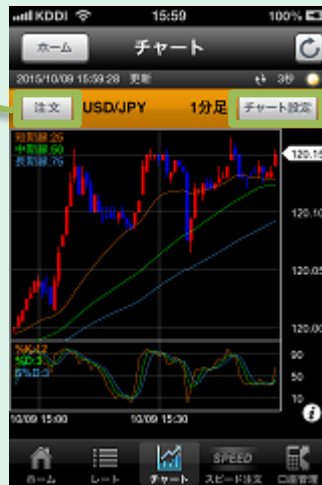 KDDI 15:59 100%
ホーム チャート
2015/10/09 15:59:28 更新 3秒
注文 USD/JPY 1分足 チャート設定
短期線:25
中期線:50
長期線:75
120.15
120.10
120.05
120.00
%K:12
%D:3
S%D:3
90
50
10
10/09 15:00 10/09 15:30
SPEED
ホーム レート チャート スピード注文 口座管理